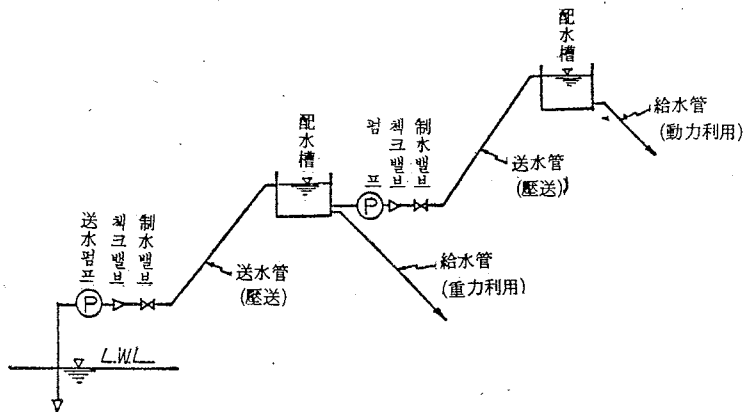 配水槽
給水管
(動力利用)
配水槽
펌프
첵크밸브
制水밸브
送水管
(壓送)
送水펌프
첵크밸브
制水밸브
P
送水管
(壓送)
給水管
(重力利用)
P
L.W.L